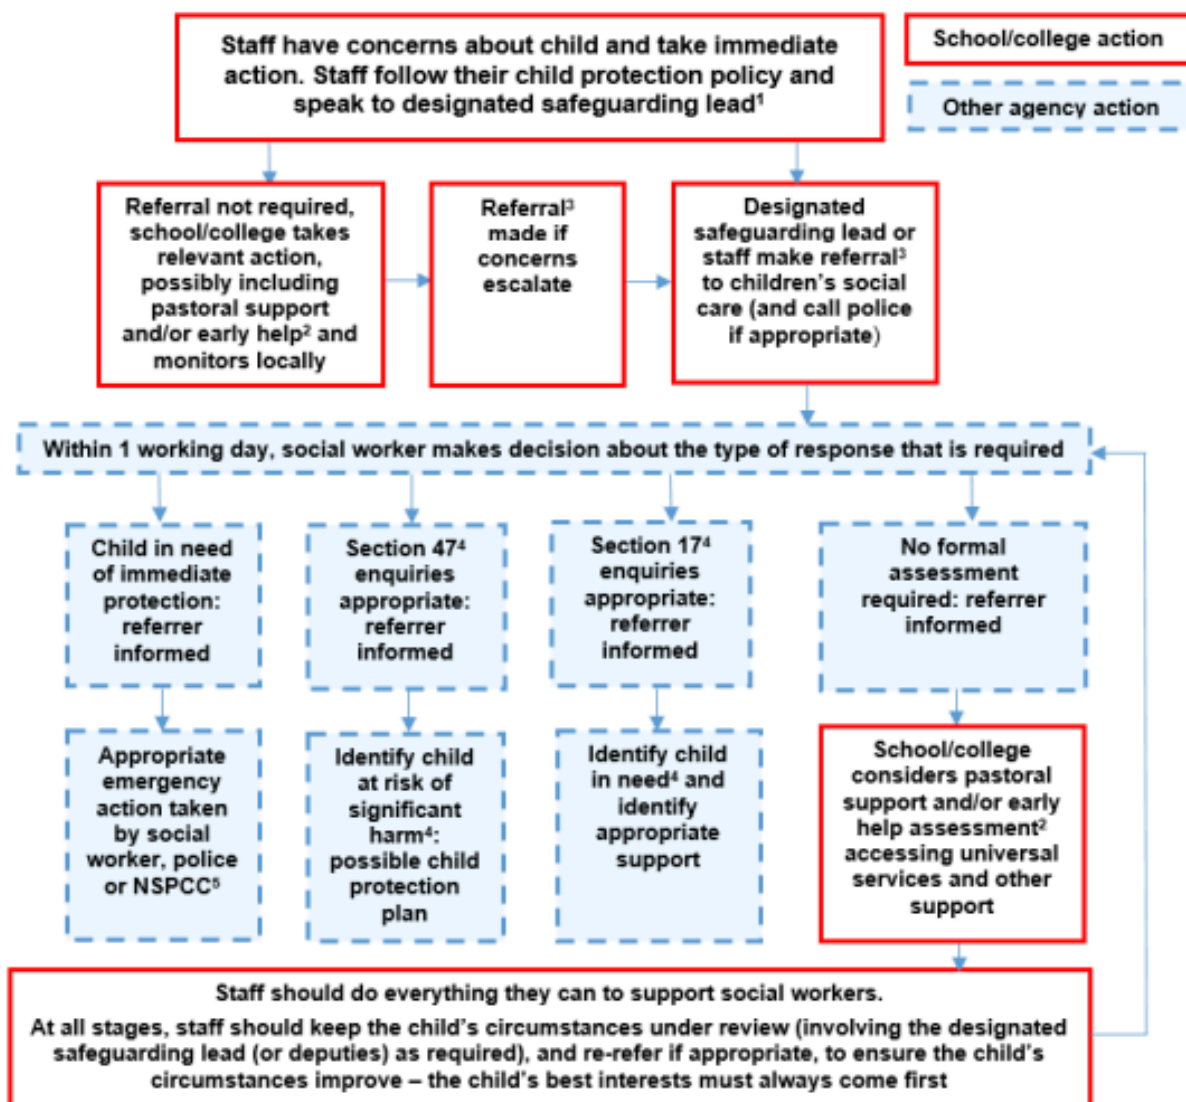 Staff have concerns about child and take immediate
action. Staff follow their child protection policy and
speak to designated safeguarding lead¹
School/college action
Other agency action
Referral not required,
school/college takes
relevant action,
possibly including
pastoral support
and/or early help² and
monitors locally
Referral³
made if
concerns
escalate
Designated
safeguarding lead or
staff make referral³
to children’s social
care (and call police
if appropriate)
Within 1 working day, social worker makes decision about the type of response that is required
Child in need
of immediate
protection:
referrer
informed
Section 47⁴
enquiries
appropriate:
referrer
informed
Section 17⁴
enquiries
appropriate:
referrer
informed
No formal
assessment
required: referrer
informed
Appropriate
emergency
action taken
by social
worker, police
or NSPCC⁵
Identify child
at risk of
significant
harm⁴:
possible child
protection
plan
Identify child
in need⁴ and
identify
appropriate
support
School/college
considers pastoral
support and/or early
help assessment²
accessing universal
services and other
support
Staff should do everything they can to support social workers.
At all stages, staff should keep the child’s circumstances under review (involving the designated
safeguarding lead (or deputies) as required), and re-refer if appropriate, to ensure the child’s
circumstances improve – the child’s best interests must always come first